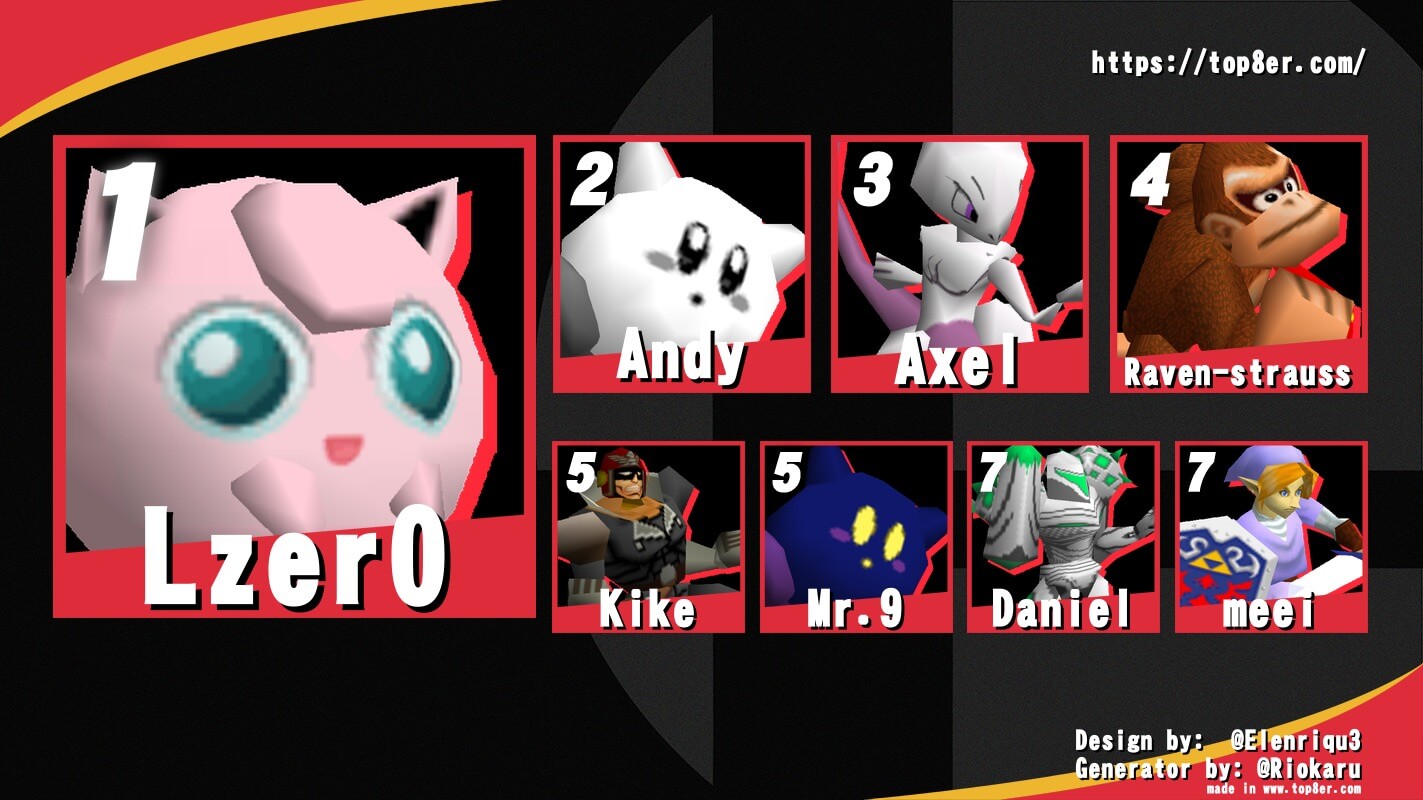 https://top8er.com/
1
Lzer0
2
Andy
3
Axel
4
Raven-strauss
5
Kike
5
Mr.9
7
Daniel
7
meei
Design by: @Elenriqu3
Generator by: @Riokaru
made in www.top8er.com